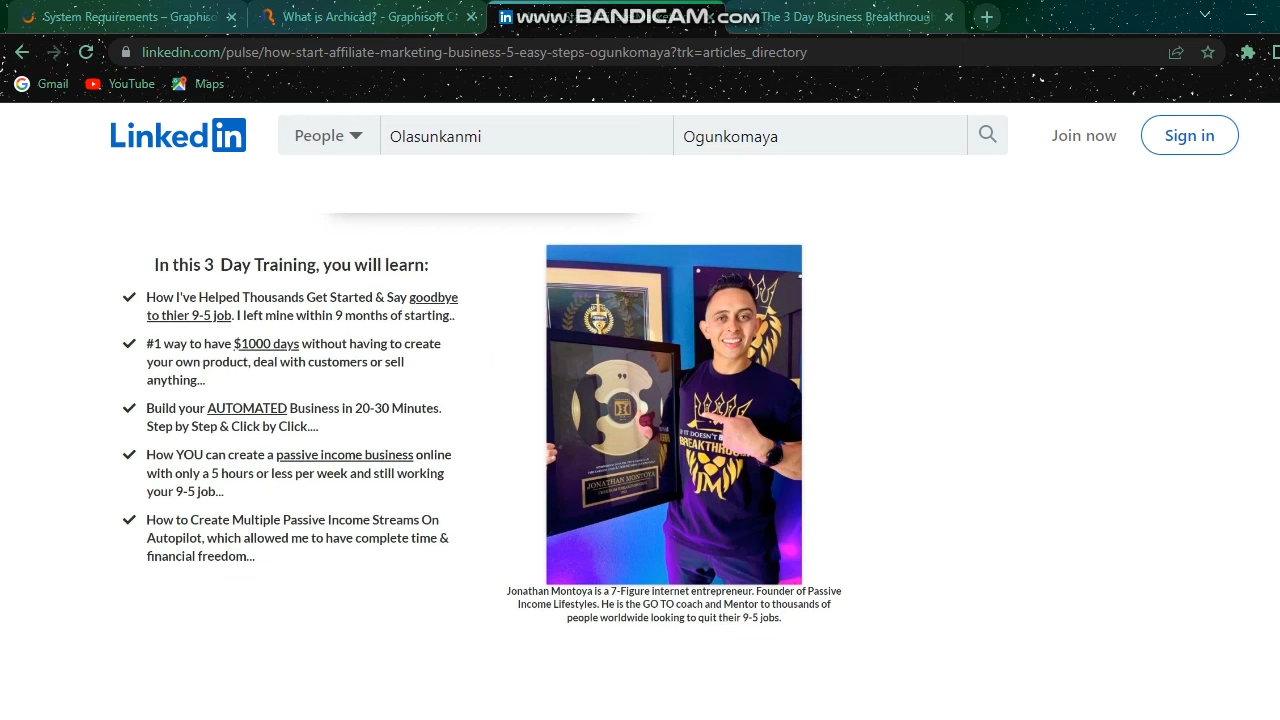 System Requirements – Graphiso
What is Archicad? - Graphisoft C
www.BANDICAM.com
The 3 Day Business Breakthroug
linkedin.com/pulse/how-start-affiliate-marketing-business-5-easy-steps-ogunkomaya?trk=articles_directory
Gmail
YouTube
Maps
Linked in
People
Olasunkanmi
Ogunkomaya
Join now
Sign in
In this 3 Day Training, you will learn:
How I've Helped Thousands Get Started & Say goodbye
to thier 9-5 job. I left mine within 9 months of starting..
#1 way to have $1000 days without having to create
your own product, deal with customers or sell
anything...
Build your AUTOMATED Business in 20-30 Minutes.
Step by Step & Click by Click....
How YOU can create a passive income business online
with only a 5 hours or less per week and still working
your 9-5 job...
How to Create Multiple Passive Income Streams On
Autopilot, which allowed me to have complete time &
financial freedom...
JONATHAN MONTOYA
IF IT DOESN'T B
BREAKTHROUG
JM
Jonathan Montoya is a 7-Figure internet entrepreneur. Founder of Passive
Income Lifestyles. He is the GO TO coach and Mentor to thousands of
people worldwide looking to quit their 9-5 jobs.